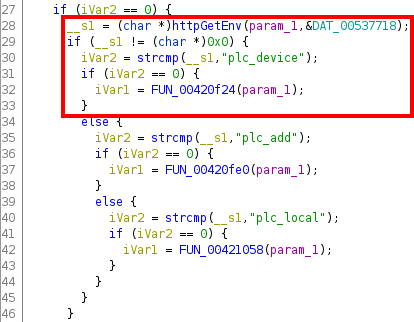 27 if (iVar2 == 0) {
28 __s1 = (char *)httpGetEnv(param_1,&DAT_00537718);
29 if (__s1 != (char *)0x0) {
30 iVar2 = strcmp(__s1,"plc_device");
31 if (iVar2 == 0) {
32 iVar1 = FUN_00420f24(param_1);
33 }
34 else {
35 iVar2 = strcmp(__s1,"plc_add");
36 if (iVar2 == 0) {
37 iVar1 = FUN_00420fe0(param_1);
38 }
39 else {
40 iVar2 = strcmp(__s1,"plc_local");
41 if (iVar2 == 0) {
42 iVar1 = FUN_00421058(param_1);
43 }
44 }
45 }
46 }